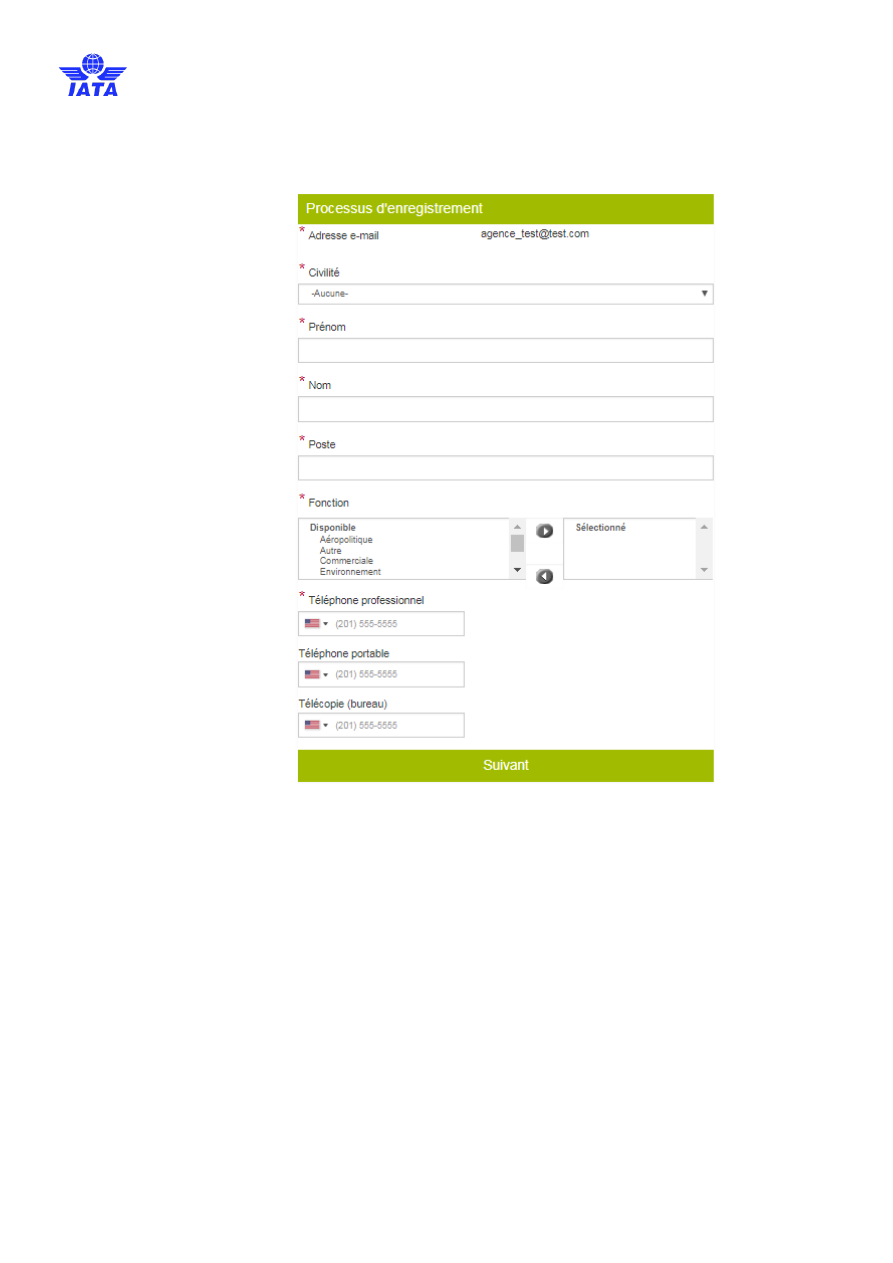 IATA
Processus d'enregistrement
* Adresse e-mail agence_test@test.com
* Civilité
-Aucune-
* Prénom
* Nom
* Poste
* Fonction
Disponible Sélectionné
Aéropolitique
Autre
Commerciale
Environnement
* Téléphone professionnel
(201) 555-5555
Téléphone portable
(201) 555-5555
Télécopie (bureau)
(201) 555-5555
Suivant